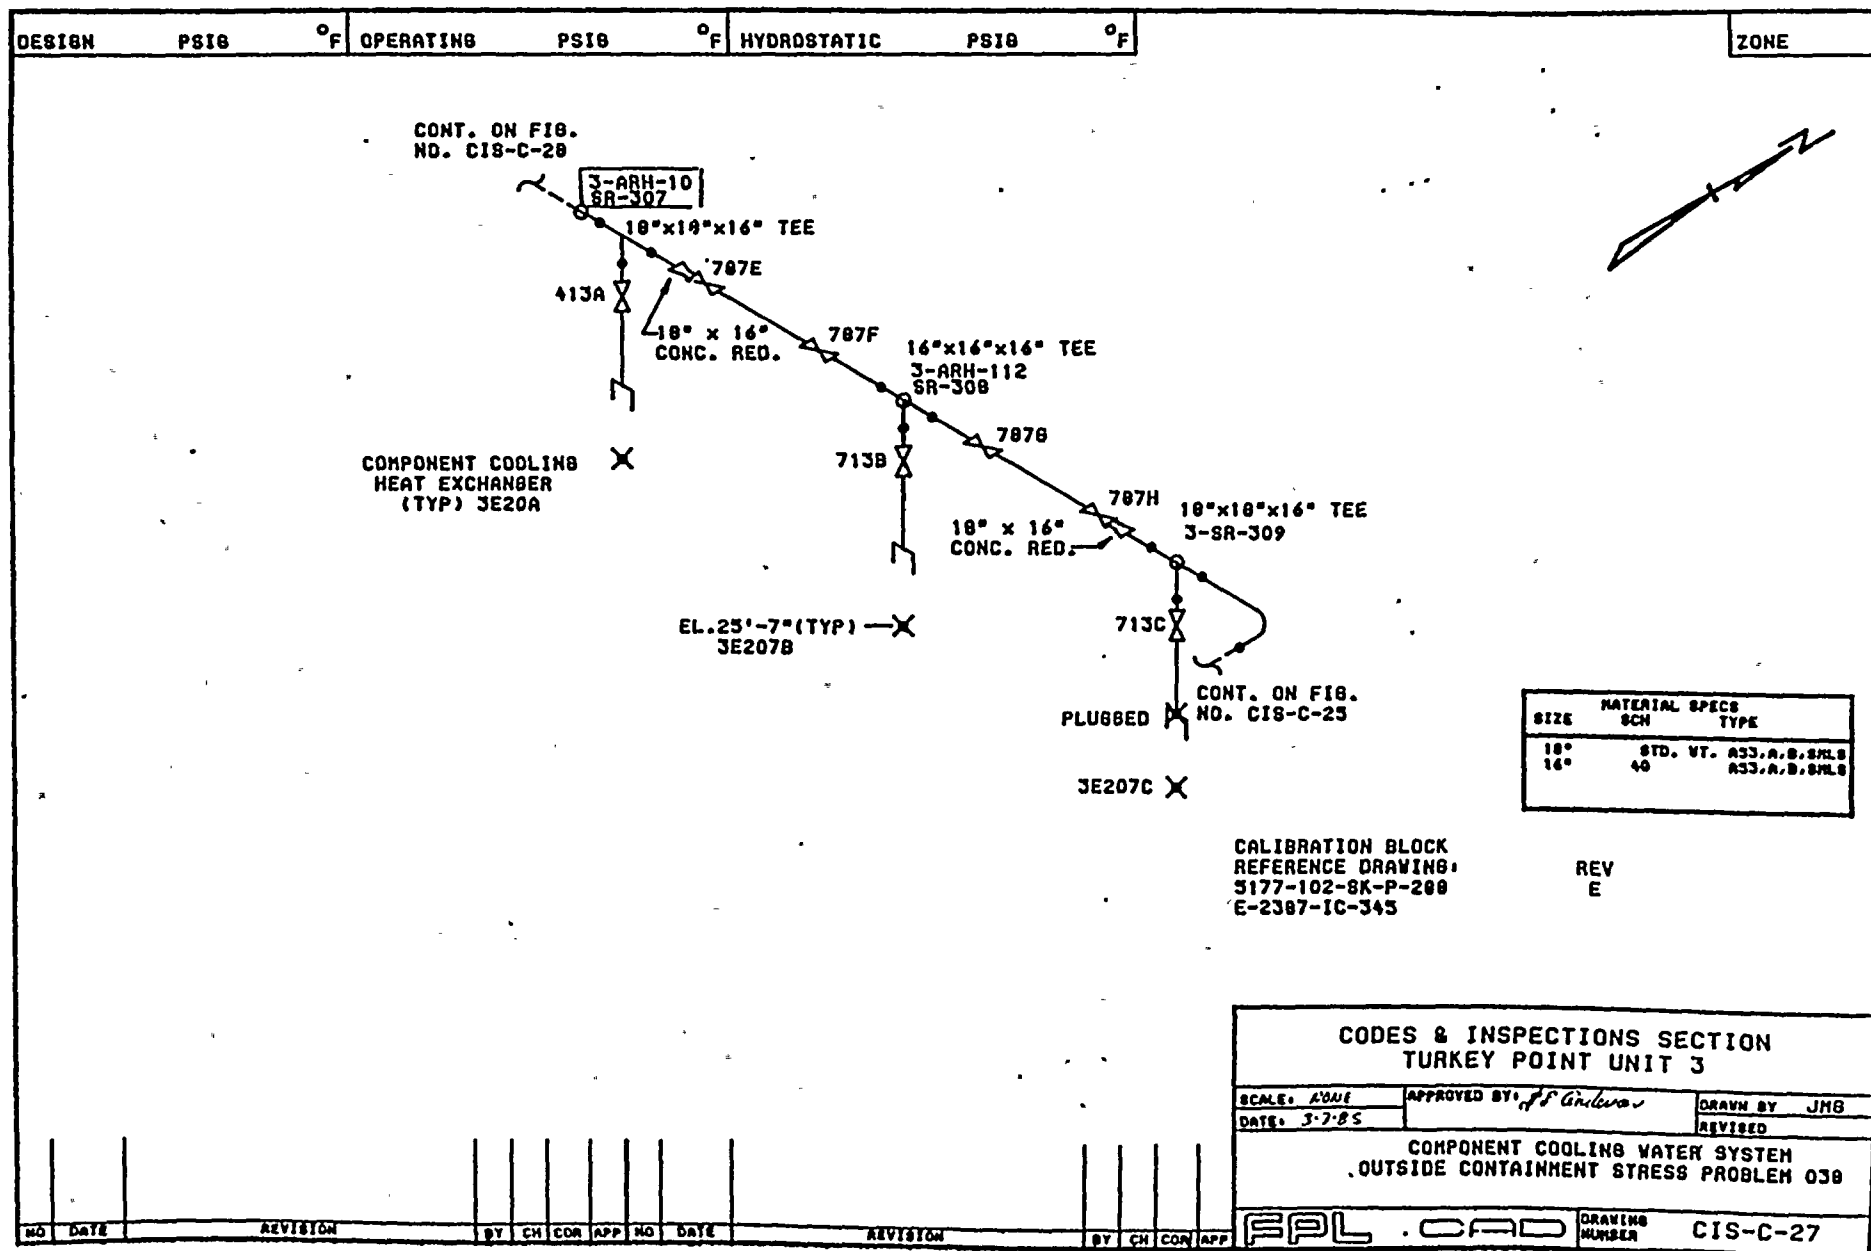 DESIGN PSIG °F OPERATING PSIG °F HYDROSTATIC PSIG °F ZONE
CONT. ON FIG.
NO. CIS-C-28
3-ARH-10
SR-307
18"x18"x16" TEE
787E
413A
18" x 16"
CONC. RED.
787F
16"x16"x16" TEE
3-ARH-112
SR-308
787G
713B
COMPONENT COOLING
HEAT EXCHANGER
(TYP) 3E20A
787H
18"x18"x16" TEE
3-SR-309
18" x 16"
CONC. RED.
EL.25'-7"(TYP)
3E207B
713C
CONT. ON FIG.
NO. CIS-C-25
PLUGGED
3E207C
N
MATERIAL SPECS
SIZE SCH TYPE
18" STD. WT. A53,A,B,SMLS
16" 40 A53,A,B,SMLS
CALIBRATION BLOCK
REFERENCE DRAWING: REV
5177-102-SK-P-288 E
E-2387-IC-345
CODES & INSPECTIONS SECTION
TURKEY POINT UNIT 3
SCALE: NONE APPROVED BY: DRAWN BY JMG
DATE: 3-7-85 REVISED
COMPONENT COOLING WATER SYSTEM
OUTSIDE CONTAINMENT STRESS PROBLEM 038
NO DATE REVISION BY CH COR APP NO DATE REVISION BY CH COR APP
FPL . CAD DRAWING NUMBER CIS-C-27